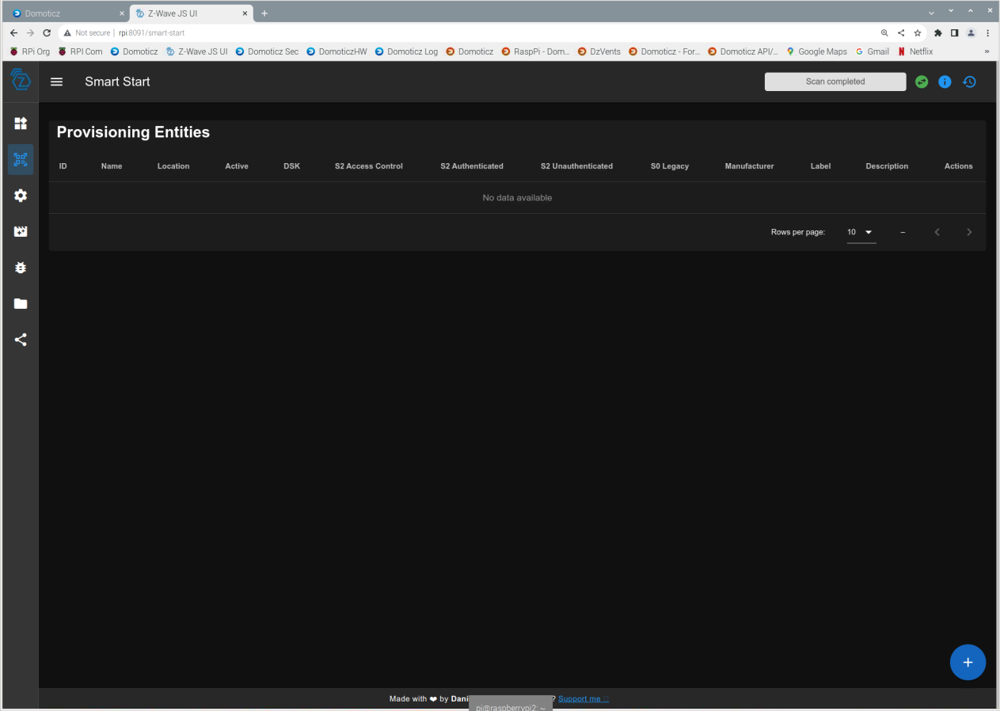 Domoticz
Z-Wave JS UI
Not secure | rpi:8091/smart-start
RPi Org RPI Com Domoticz Z-Wave JS UI Domoticz Sec DomoticzHW Domoticz Log Domoticz RaspPi - Dom... DzVents Domoticz - For... Domoticz API/... Google Maps Gmail Netflix »
Smart Start
Scan completed
Provisioning Entities
ID Name Location Active DSK S2 Access Control S2 Authenticated S2 Unauthenticated S0 Legacy Manufacturer Label Description Actions
No data available
Rows per page: 10 –
Made with ❤ by Dani ? Support me
pi@raspberrypi2: ~